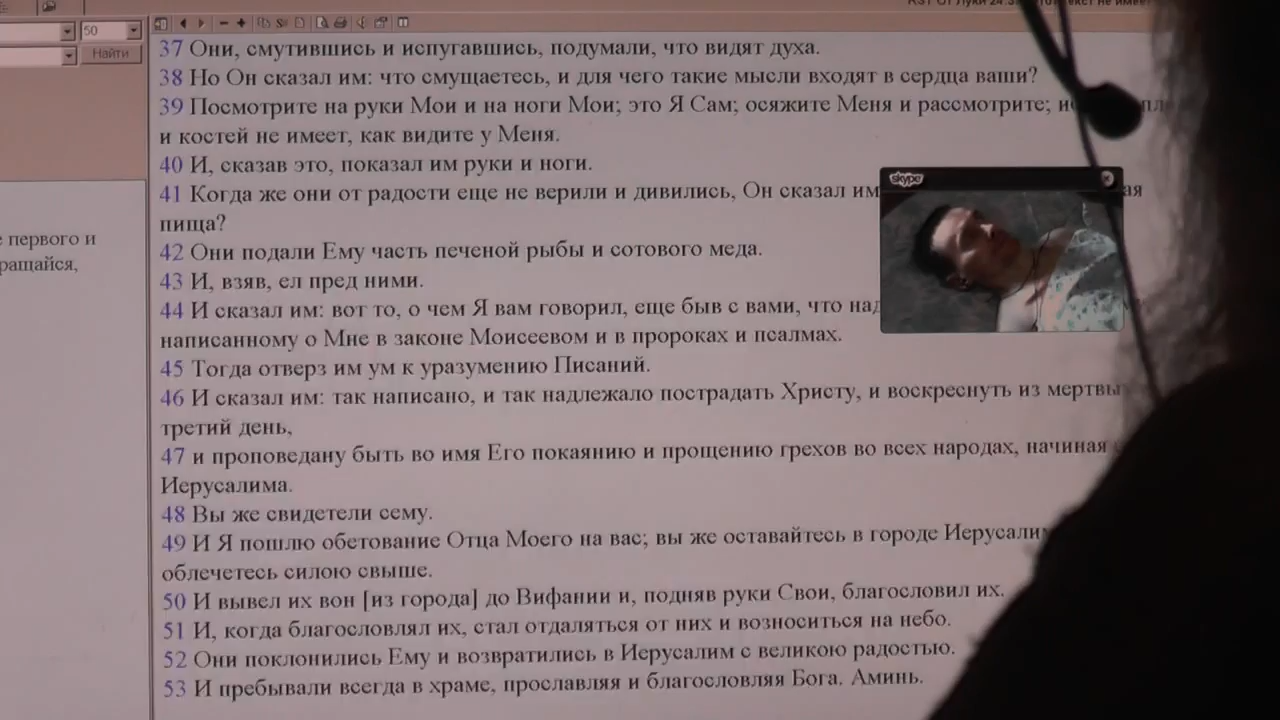 RST От Луки 24:3
50
Найти
37 Они, смутившись и испугавшись, подумали, что видят духа.
38 Но Он сказал им: что смущаетесь, и для чего такие мысли входят в сердца ваши?
39 Посмотрите на руки Мои и на ноги Мои; это Я Сам; осяжите Меня и рассмотрите;
и костей не имеет, как видите у Меня.
40 И, сказав это, показал им руки и ноги.
41 Когда же они от радости еще не верили и дивились, Он сказал им
пища?
42 Они подали Ему часть печеной рыбы и сотового меда.
43 И, взяв, ел пред ними.
44 И сказал им: вот то, о чем Я вам говорил, еще быв с вами, что над
написанному о Мне в законе Моисеевом и в пророках и псалмах.
45 Тогда отверз им ум к уразумению Писаний.
46 И сказал им: так написано, и так надлежало пострадать Христу, и воскреснуть из мертвы
третий день,
47 и проповедану быть во имя Его покаянию и прощению грехов во всех народах, начиная
Иерусалима.
48 Вы же свидетели сему.
49 И Я пошлю обетование Отца Моего на вас; вы же оставайтесь в городе Иерусали
облечетесь силою свыше.
50 И вывел их вон [из города] до Вифании и, подняв руки Свои, благословил их.
51 И, когда благословлял их, стал отдаляться от них и возноситься на небо.
52 Они поклонились Ему и возвратились в Иерусалим с великою радостью.
53 И пребывали всегда в храме, прославляя и благословляя Бога. Аминь.
е первого и
ращайся,
skype